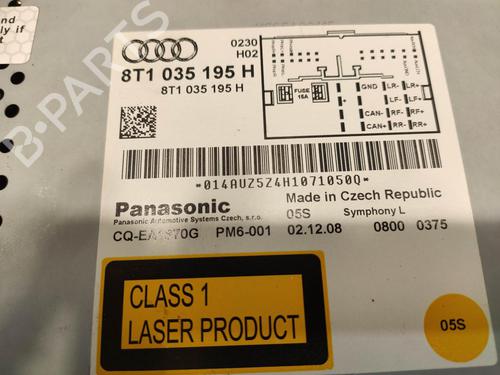 0230
H02
8T1 035 195 H
8T1 035 195 H
FUSE
15A
GND LR- LR+
LF- LF+
CAN+ RF- RF+
CAN- RR- RR+
*014AUZ5Z4H1071050Q*
Panasonic
Panasonic Automotive Systems Czech, s.r.o.
Made in Czech Republic
05S Symphony L
PM6-001 02.12.08 0800 0375
CLASS 1
LASER PRODUCT
05S
and
ly if
B-PARTS